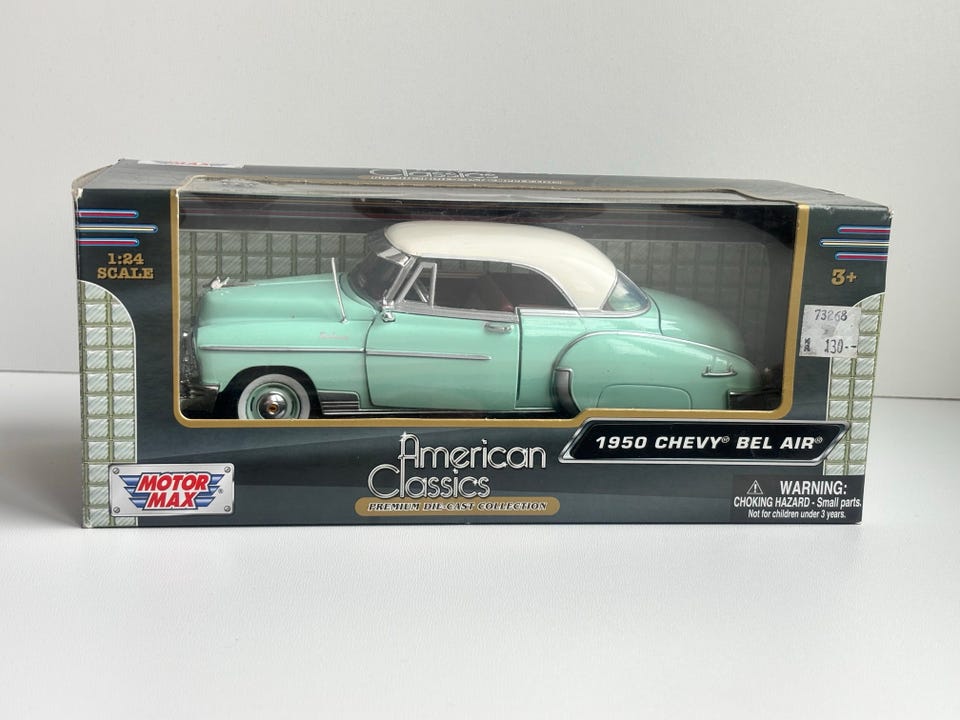 1:24
SCALE
3+
73268
130--
1950 CHEVY® BEL AIR®
American
Classics
PREMIUM DIE-CAST COLLECTION
MOTOR
MAX®
WARNING:
CHOKING HAZARD - Small parts.
Not for children under 3 years.